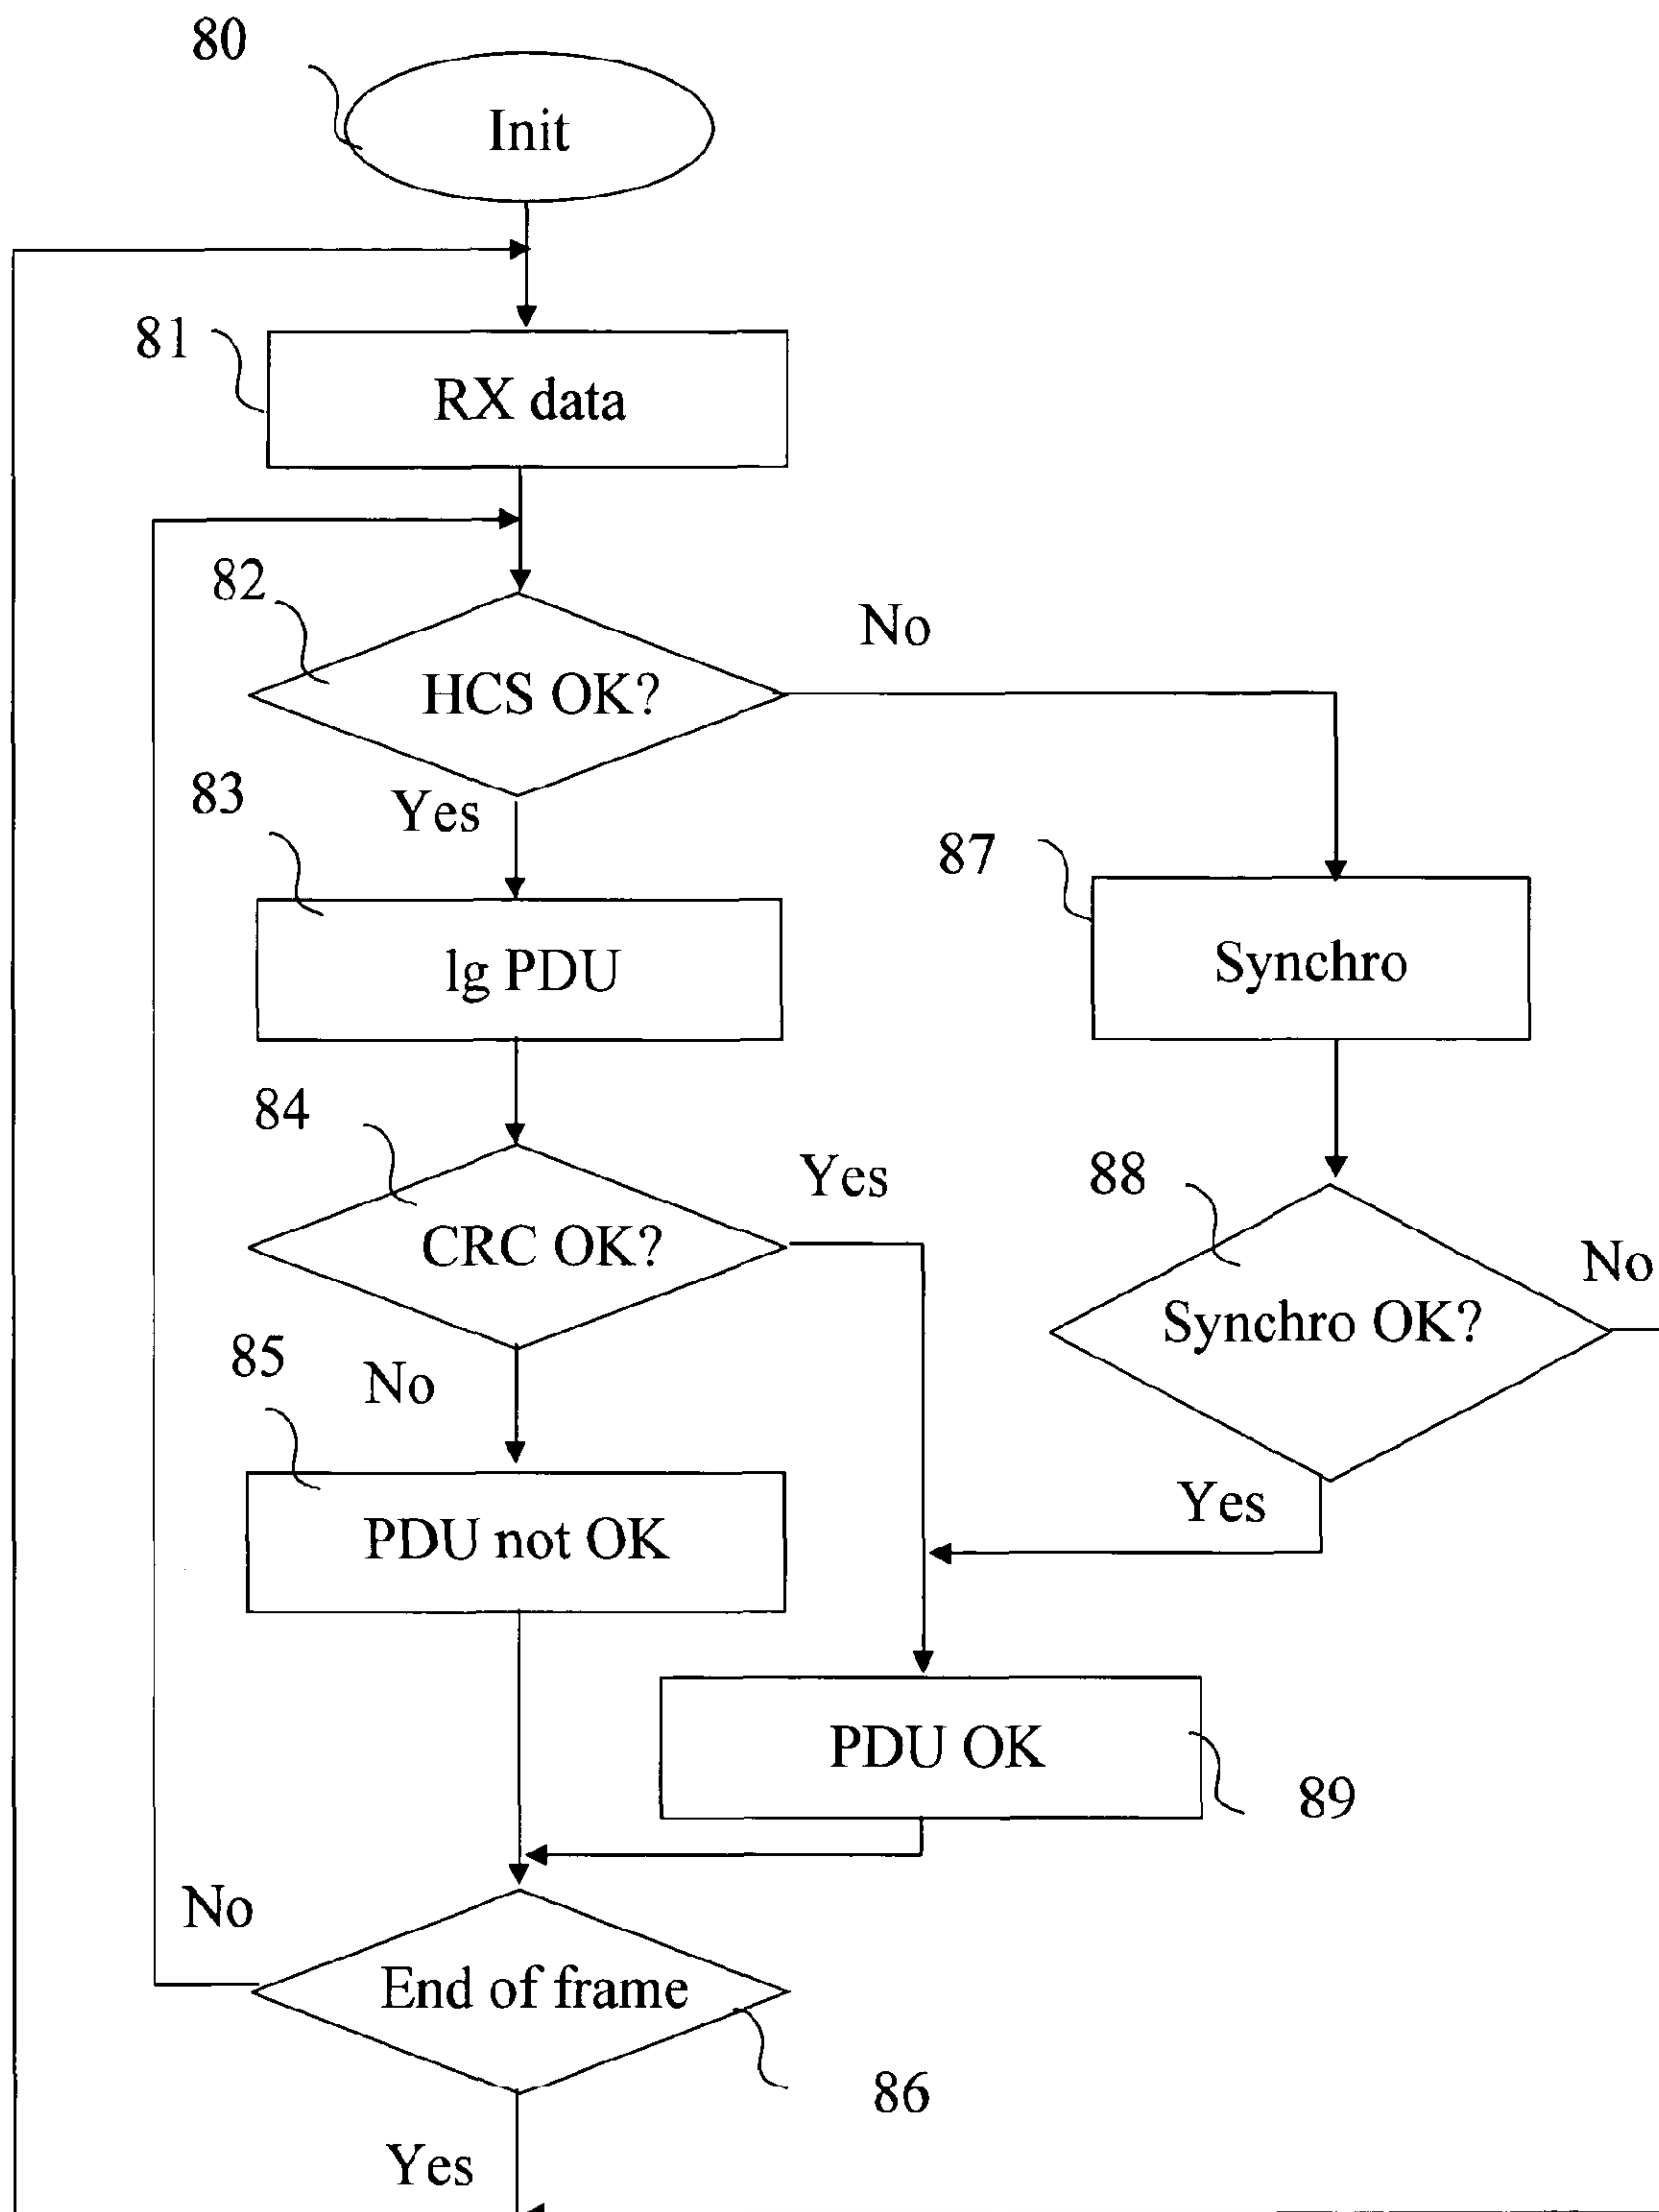 80
Init
81
RX data
82
No
HCS OK?
83
Yes
87
lg PDU
Synchro
84
Yes
88
CRC OK?
No
Synchro OK?
85
No
Yes
PDU not OK
PDU OK
89
No
End of frame
86
Yes